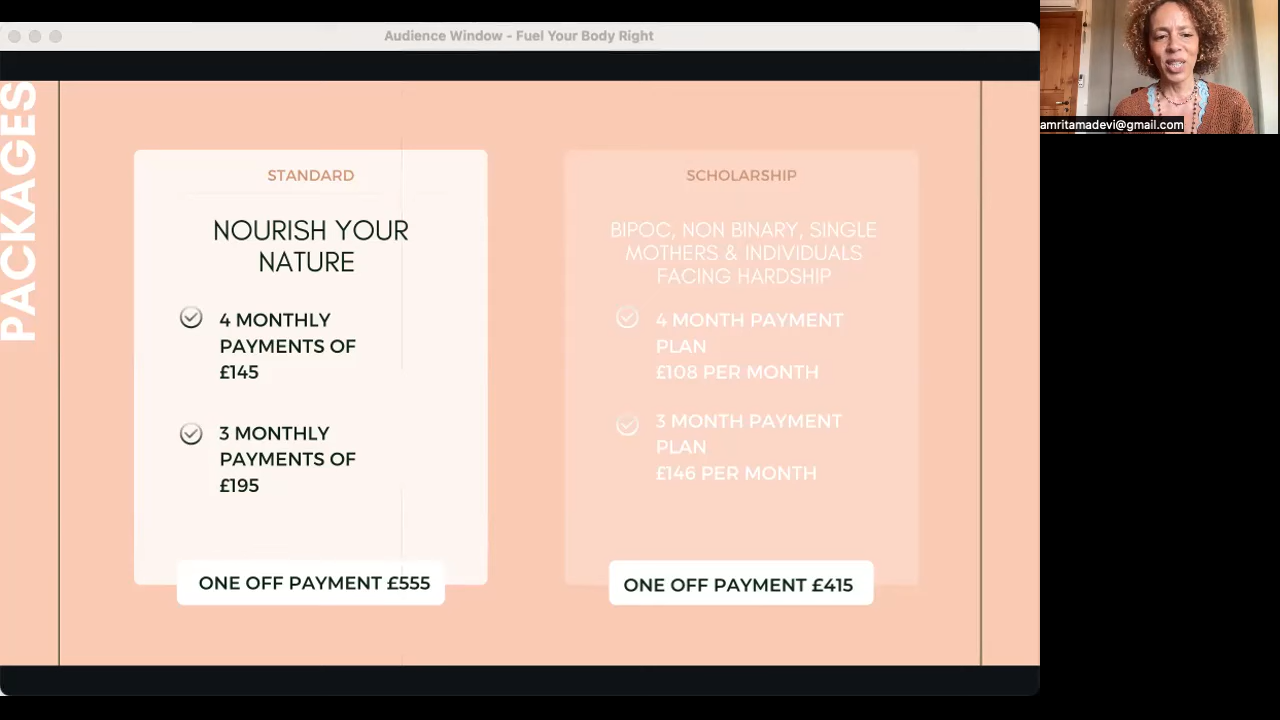 Audience Window - Fuel Your Body Right
amritamadevi@gmail.com
PACKAGES
STANDARD
NOURISH YOUR
NATURE
4 MONTHLY
PAYMENTS OF
£145
3 MONTHLY
PAYMENTS OF
£195
ONE OFF PAYMENT £555
SCHOLARSHIP
BIPOC, NON BINARY, SINGLE
MOTHERS & INDIVIDUALS
FACING HARDSHIP
4 MONTH PAYMENT
PLAN
£108 PER MONTH
3 MONTH PAYMENT
PLAN
£146 PER MONTH
ONE OFF PAYMENT £415